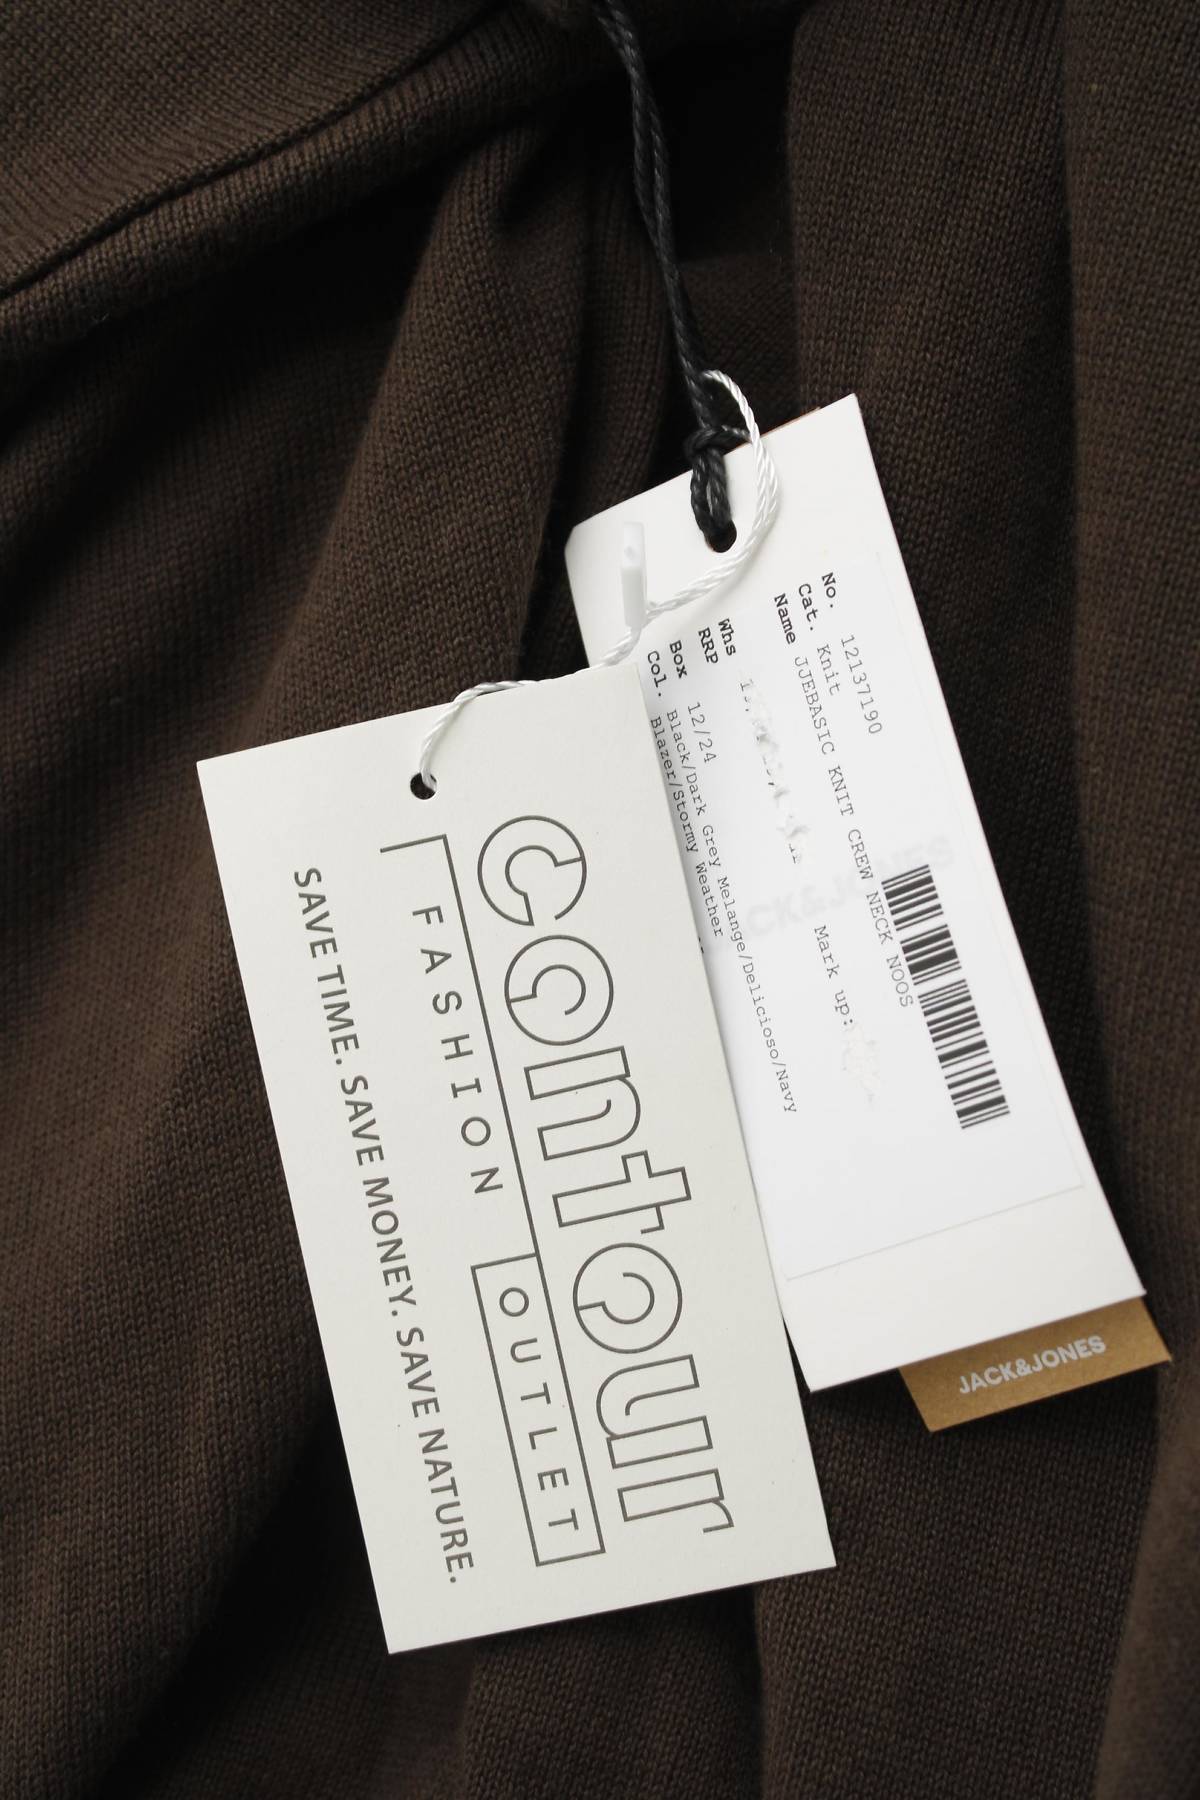 No. 12137190
Cat. Knit
Name JJEBASIC KNIT CREW NECK NOOS
Mark up:
Whs
RRP
Box 12/24
Col. Black/Dark Grey Melange/Delicioso/Navy
Blazer/Stormy Weather
JACK&JONES
contour
FASHION OUTLET
SAVE TIME. SAVE MONEY. SAVE NATURE.